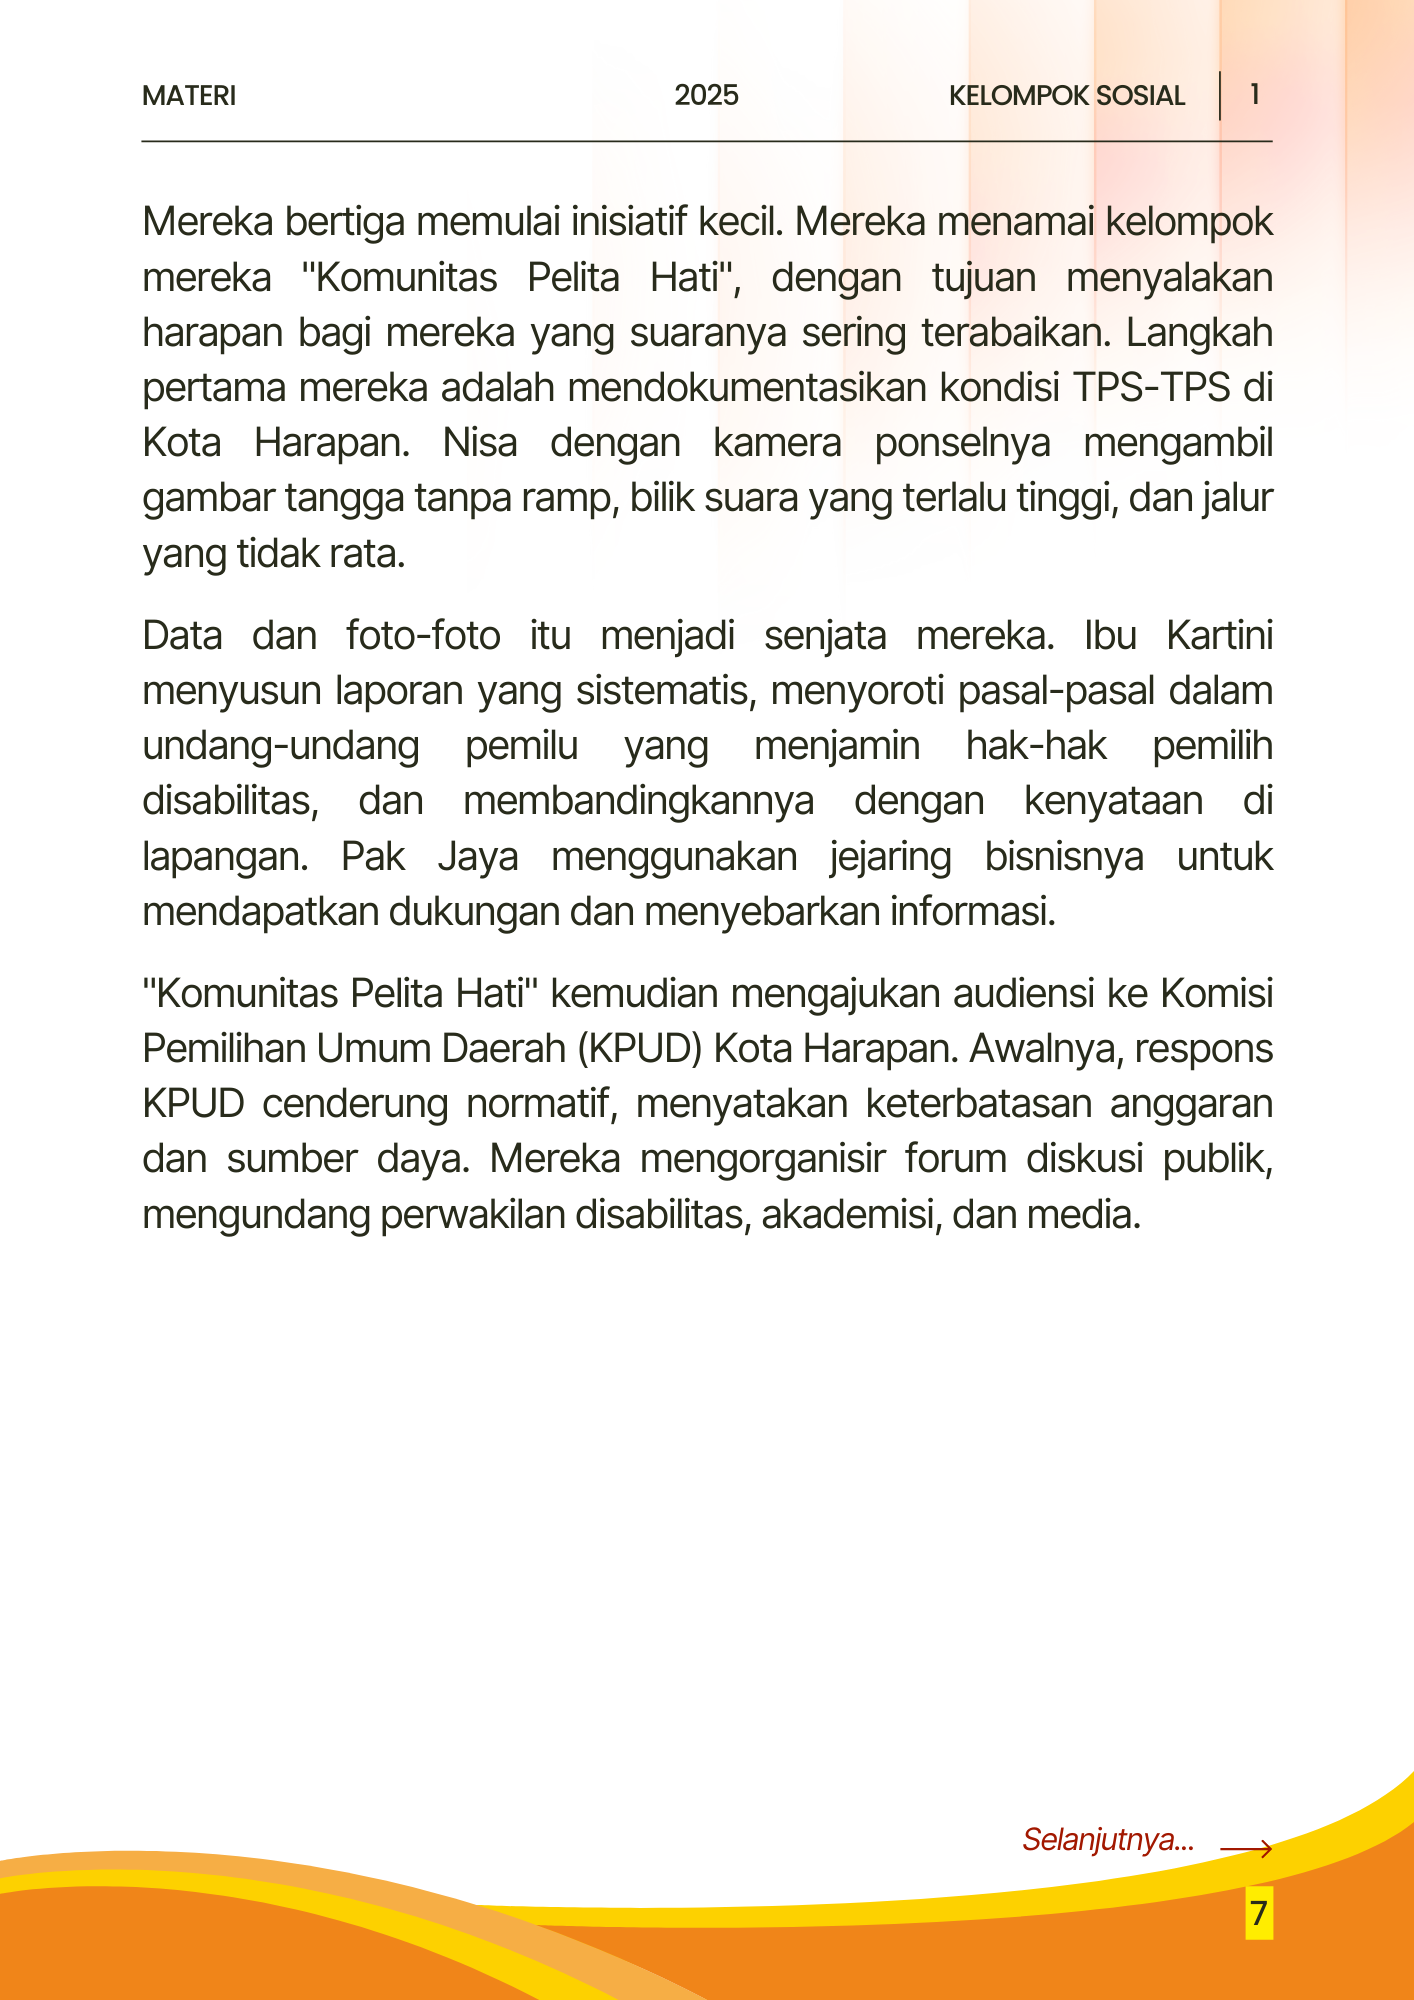 MATERI
2025
KELOMPOK SOSIAL
1
Mereka bertiga memulai inisiatif kecil. Mereka menamai kelompok
mereka "Komunitas Pelita Hati", dengan tujuan menyalakan
harapan bagi mereka yang suaranya sering terabaikan. Langkah
pertama mereka adalah mendokumentasikan kondisi TPS-TPS di
Kota Harapan. Nisa dengan kamera ponselnya mengambil
gambar tangga tanpa ramp, bilik suara yang terlalu tinggi, dan jalur
yang tidak rata.
Data dan foto-foto itu menjadi senjata mereka. Ibu Kartini
menyusun laporan yang sistematis, menyoroti pasal-pasal dalam
undang-undang pemilu yang menjamin hak-hak pemilih
disabilitas, dan membandingkannya dengan kenyataan di
lapangan. Pak Jaya menggunakan jejaring bisnisnya untuk
mendapatkan dukungan dan menyebarkan informasi.
"Komunitas Pelita Hati" kemudian mengajukan audiensi ke Komisi
Pemilihan Umum Daerah (KPUD) Kota Harapan. Awalnya, respons
KPUD cenderung normatif, menyatakan keterbatasan anggaran
dan sumber daya. Mereka mengorganisir forum diskusi publik,
mengundang perwakilan disabilitas, akademisi, dan media.
Selanjutnya...
7